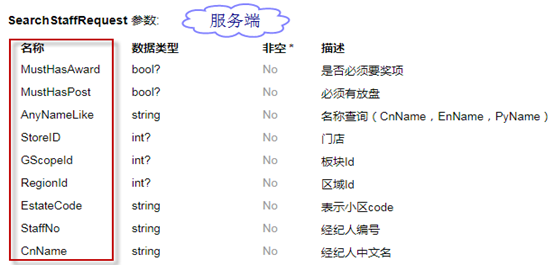 SearchStaffRequest 参数:
服务端
名称 数据类型 非空 * 描述
MustHasAward bool? No 是否必须要奖项
MustHasPost bool? No 必须有放盘
AnyNameLike string No 名称查询（CnName，EnName，PyName）
StoreID int? No 门店
GScopeId int? No 板块Id
RegionId int? No 区域Id
EstateCode string No 表示小区code
StaffNo string No 经纪人编号
CnName string No 经纪人中文名